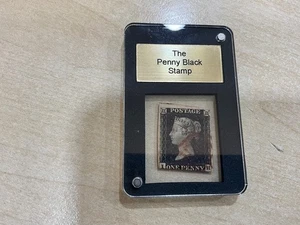 The
Penny Black
Stamp
POSTAGE
ONE PENNY